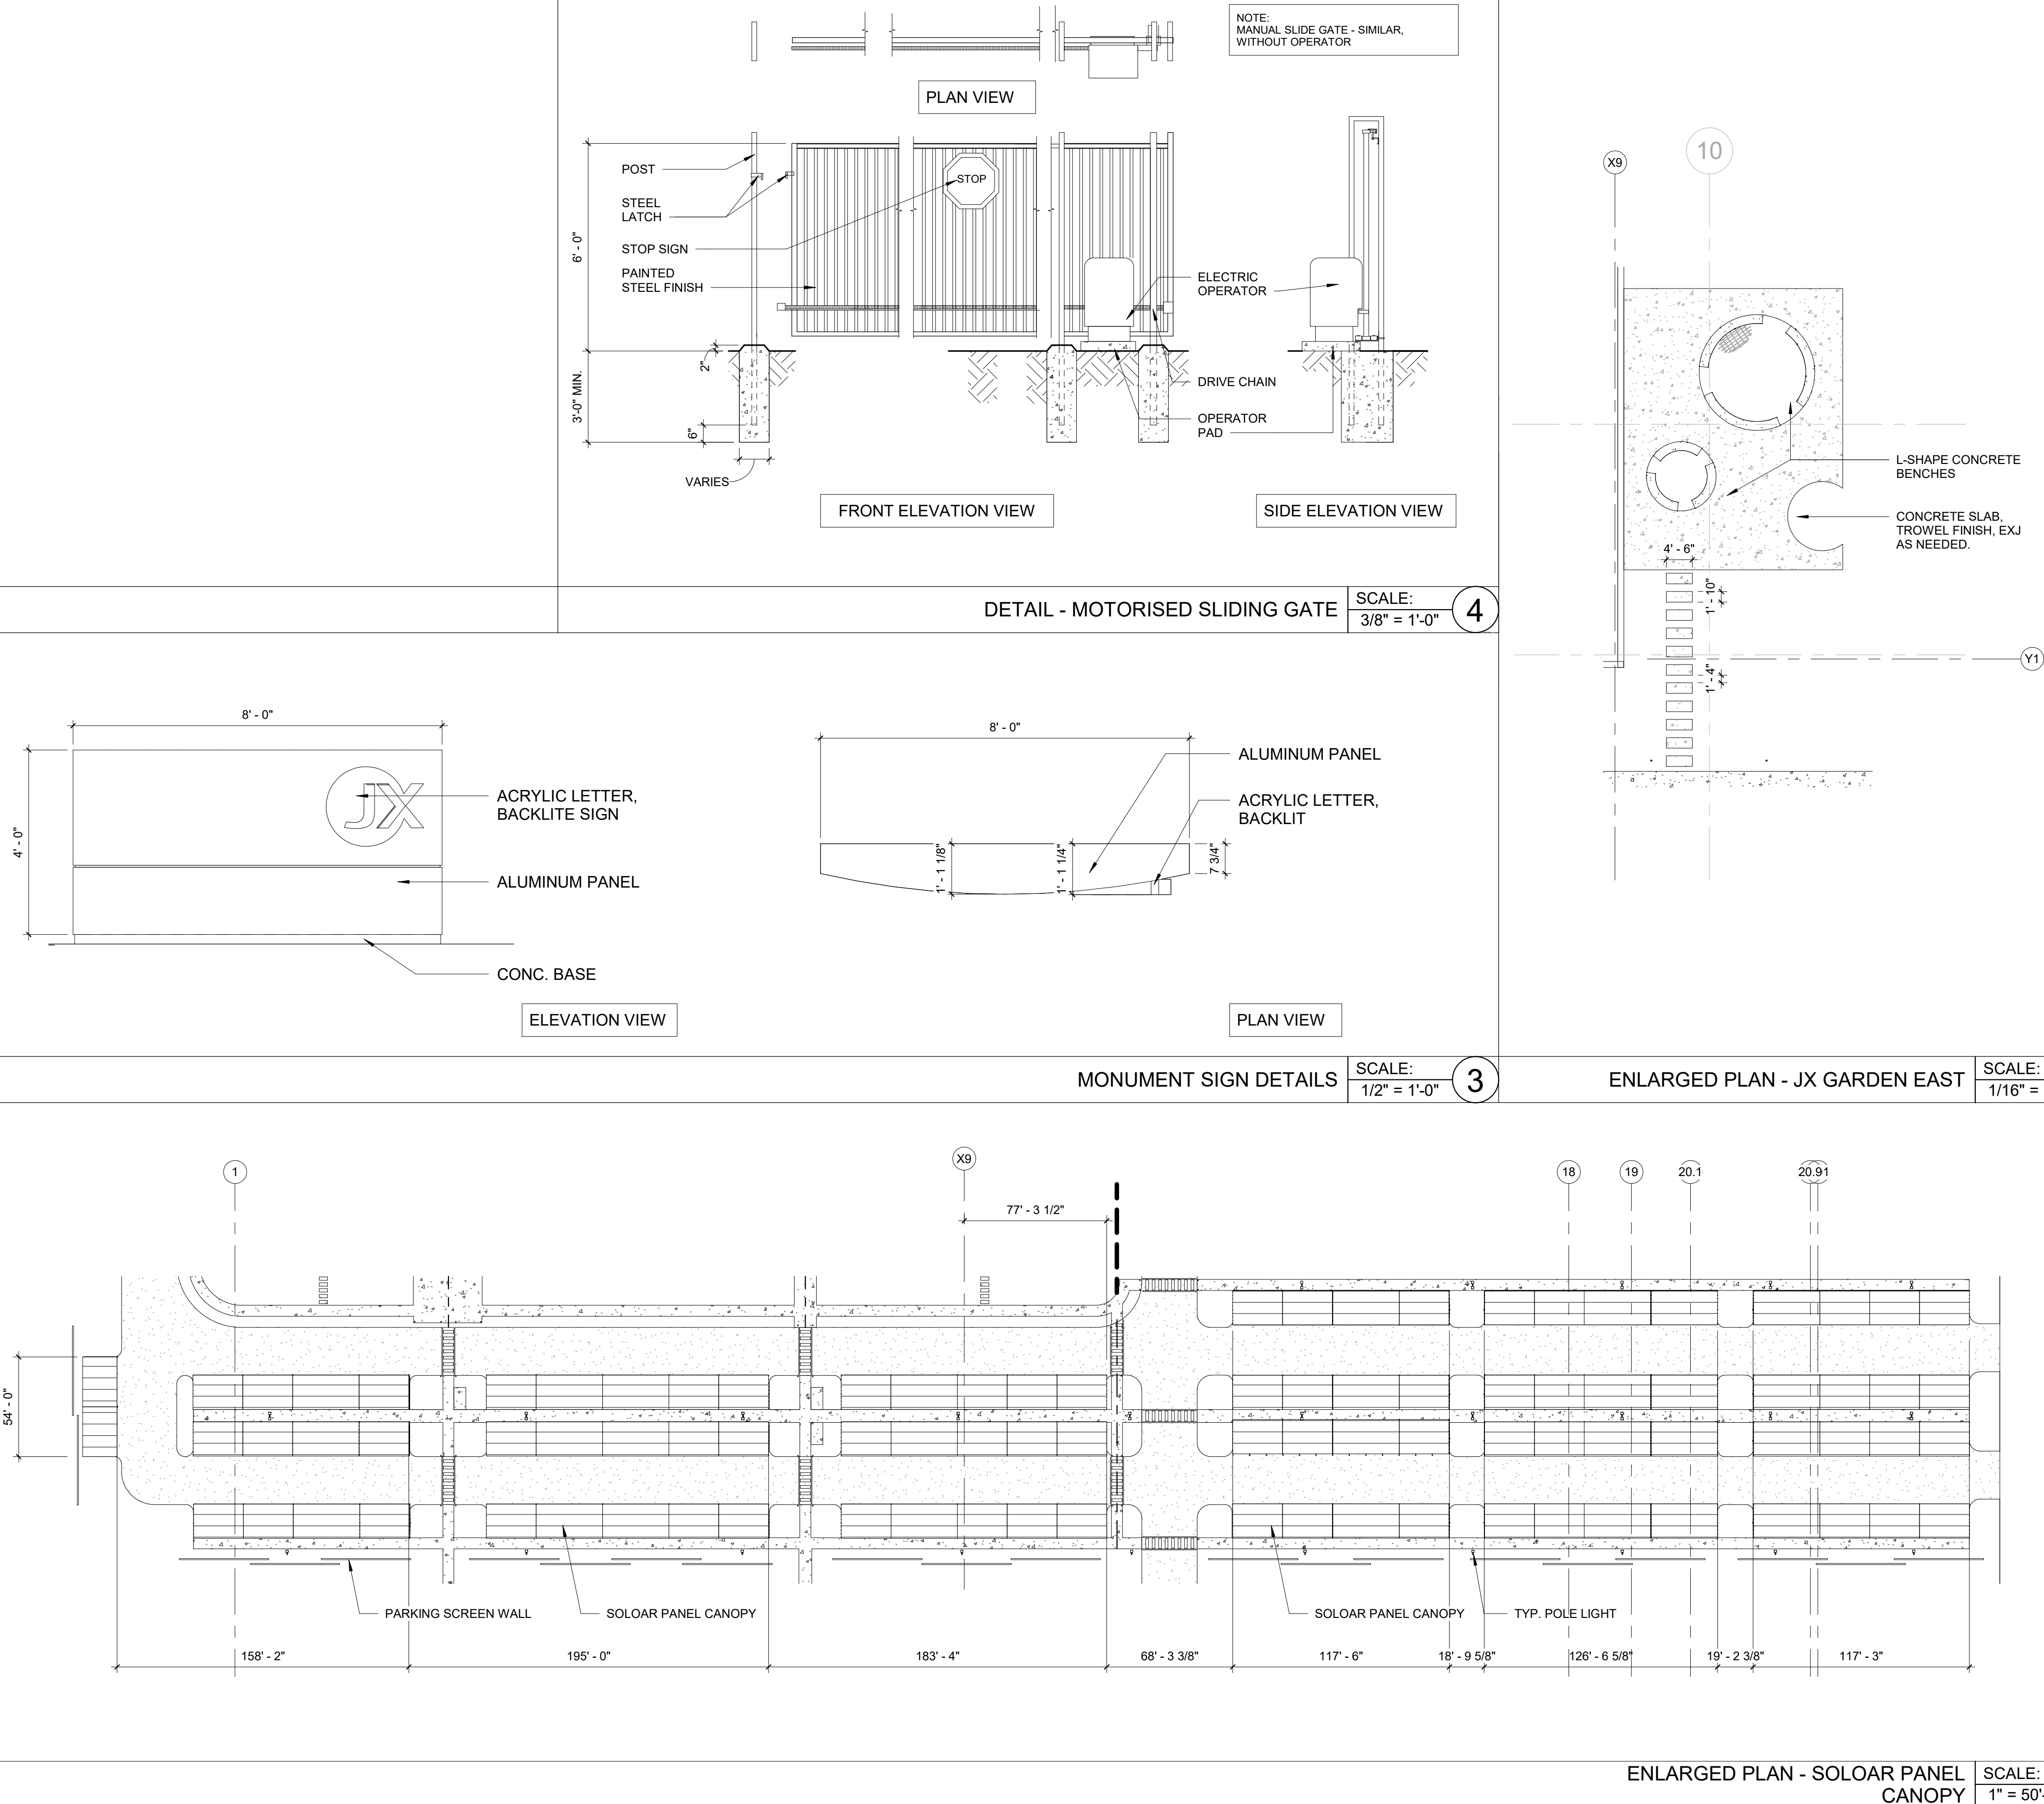 NOTE:
MANUAL SLIDE GATE - SIMILAR,
WITHOUT OPERATOR
PLAN VIEW
POST
STEEL
LATCH
STOP SIGN
PAINTED
STEEL FINISH
STOP
6' - 0"
2"
3'-0" MIN.
6"
VARIES
ELECTRIC
OPERATOR
DRIVE CHAIN
OPERATOR
PAD
FRONT ELEVATION VIEW
SIDE ELEVATION VIEW
DETAIL - MOTORISED SLIDING GATE
SCALE:
3/8" = 1'-0"
4
X9
10
L-SHAPE CONCRETE
BENCHES
CONCRETE SLAB,
TROWEL FINISH, EXJ
AS NEEDED.
4' - 6"
1' - 10"
1' - 4"
Y1
ENLARGED PLAN - JX GARDEN EAST
SCALE:
1/16" =
8' - 0"
4' - 0"
JX
ACRYLIC LETTER,
BACKLITE SIGN
ALUMINUM PANEL
CONC. BASE
ELEVATION VIEW
8' - 0"
ALUMINUM PANEL
ACRYLIC LETTER,
BACKLIT
1' - 1 1/8"
1' - 1 1/4"
7 3/4"
PLAN VIEW
MONUMENT SIGN DETAILS
SCALE:
1/2" = 1'-0"
3
1
X9
18
19
20.1
20.91
77' - 3 1/2"
54' - 0"
PARKING SCREEN WALL
SOLOAR PANEL CANOPY
SOLOAR PANEL CANOPY
TYP. POLE LIGHT
158' - 2"
195' - 0"
183' - 4"
68' - 3 3/8"
117' - 6"
18' - 9 5/8"
126' - 6 5/8"
19' - 2 3/8"
117' - 3"
ENLARGED PLAN - SOLOAR PANEL
CANOPY
SCALE:
1" = 50'